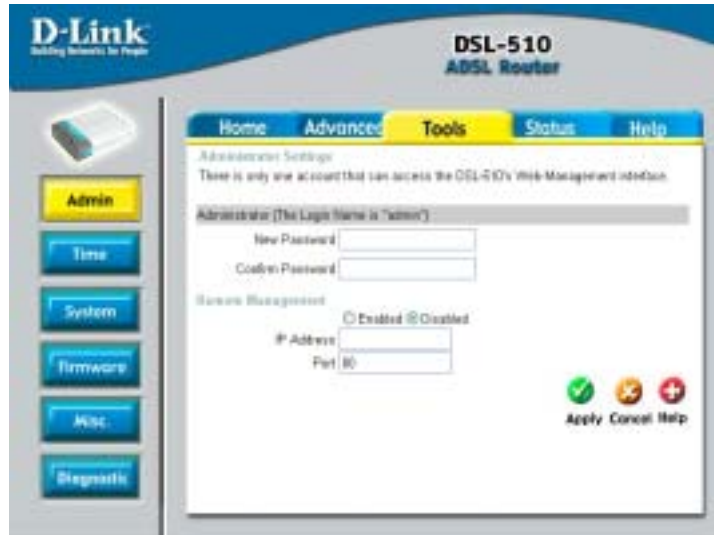 D-Link
Building Networks for People
DSL-510
ADSL Router
Home Advanced Tools Status Help
Administrator Settings
There is only one account that can access the DSL-510's Web-Management interface.
Administrator (The Login Name is "admin")
New Password
Confirm Password
Remote Management
Enabled Disabled
IP Address
Port 80
Apply Cancel Help
Admin
Time
System
Firmware
Misc.
Diagnostic